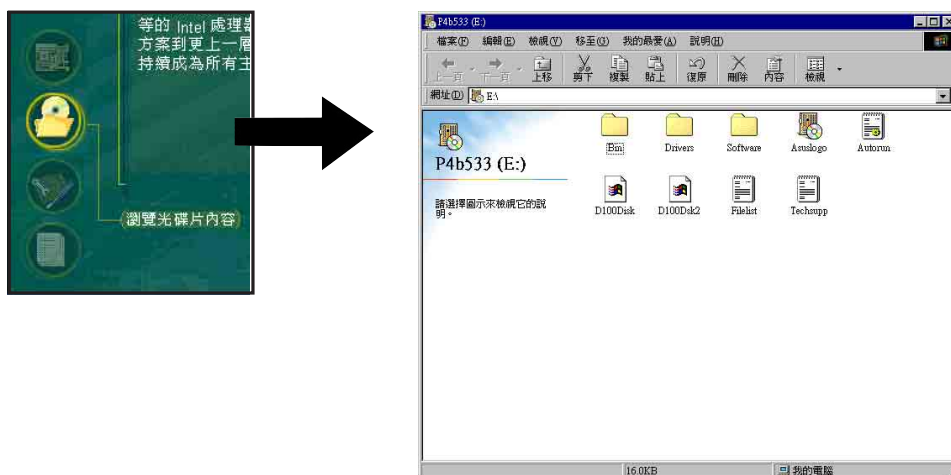 等的 Intel 處理器
方案到更上一層
持續成為所有主
瀏覽光碟片內容
P4b533 (E:)
檔案(F) 編輯(E) 檢視(V) 移至(G) 我的最愛(A) 說明(H)
上一頁 下一頁 上移 剪下 複製 貼上 復原 刪除 內容 檢視
網址(D) E:\
P4b533 (E:)
請選擇圖示來檢視它的說
明。
Bin Drivers Software Asuslogo Autorun
D100Disk D100Dsk2 Filelist Techsupp
16.0KB 我的電腦